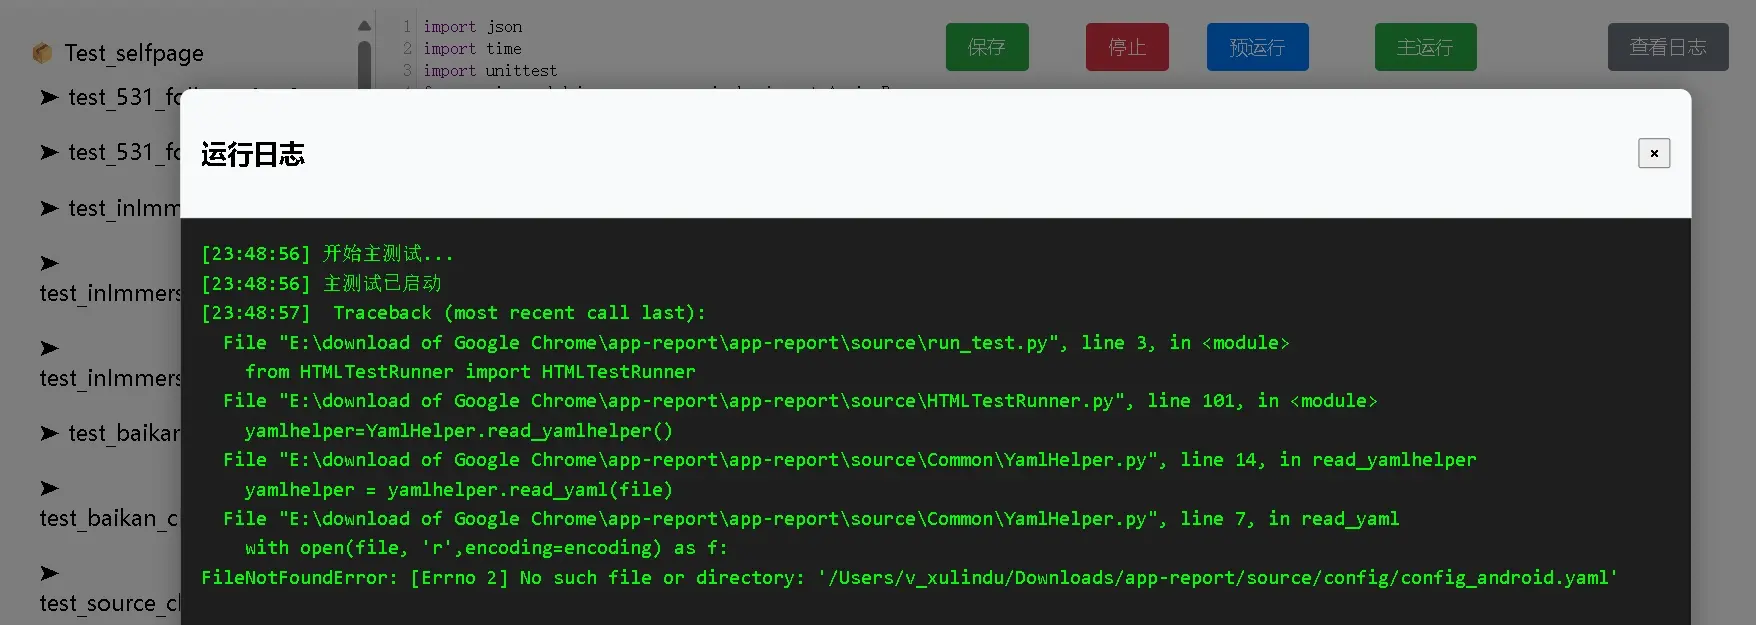 Test_selfpage
1 import json
2 import time
3 import unittest
保存
停止
预运行
主运行
查看日志
➤ test_531_fo
➤ test_531_fo
➤ test_inImm
➤
test_inImmers
➤
test_inImmers
➤ test_baikan
➤
test_baikan_c
➤
test_source_cl
运行日志
×
[23:48:56] 开始主测试...
[23:48:56] 主测试已启动
[23:48:57]  Traceback (most recent call last):
  File "E:\download of Google Chrome\app-report\app-report\source\run_test.py", line 3, in <module>
    from HTMLTestRunner import HTMLTestRunner
  File "E:\download of Google Chrome\app-report\app-report\source\HTMLTestRunner.py", line 101, in <module>
    yamlhelper=YamlHelper.read_yamlhelper()
  File "E:\download of Google Chrome\app-report\app-report\source\Common\YamlHelper.py", line 14, in read_yamlhelper
    yamlhelper = yamlhelper.read_yaml(file)
  File "E:\download of Google Chrome\app-report\app-report\source\Common\YamlHelper.py", line 7, in read_yaml
    with open(file, 'r',encoding=encoding) as f:
FileNotFoundError: [Errno 2] No such file or directory: '/Users/v_xulindu/Downloads/app-report/source/config/config_android.yaml'